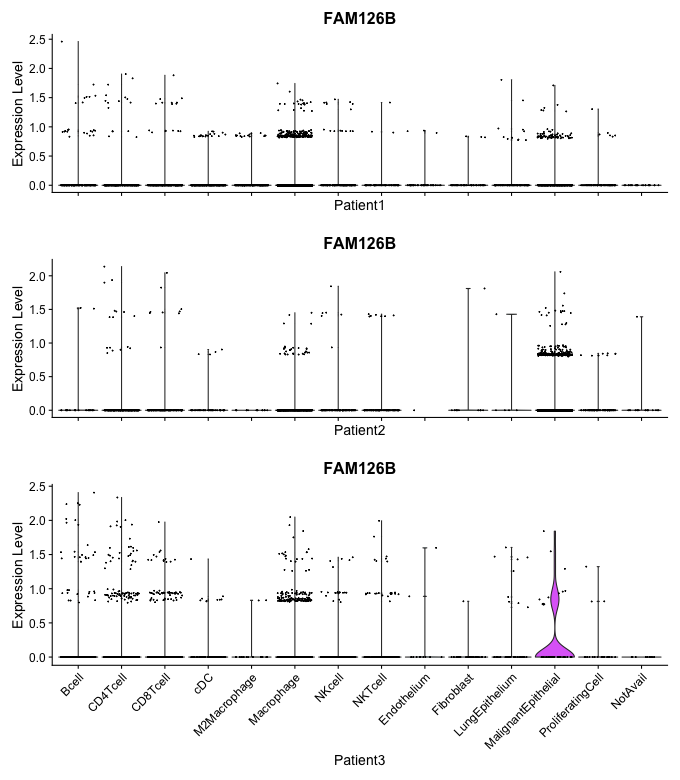 FAM126B
Expression Level
2.5
2.0
1.5
1.0
0.5
0.0
Patient1
FAM126B
Expression Level
2.0
1.5
1.0
0.5
0.0
Patient2
FAM126B
Expression Level
2.5
2.0
1.5
1.0
0.5
0.0
Bcell
CD4Tcell
CD8Tcell
cDC
M2Macrophage
Macrophage
NKcell
NKTcell
Endothelium
Fibroblast
LungEpithelium
MalignantEpithelial
ProliferatingCell
NotAvail
Patient3